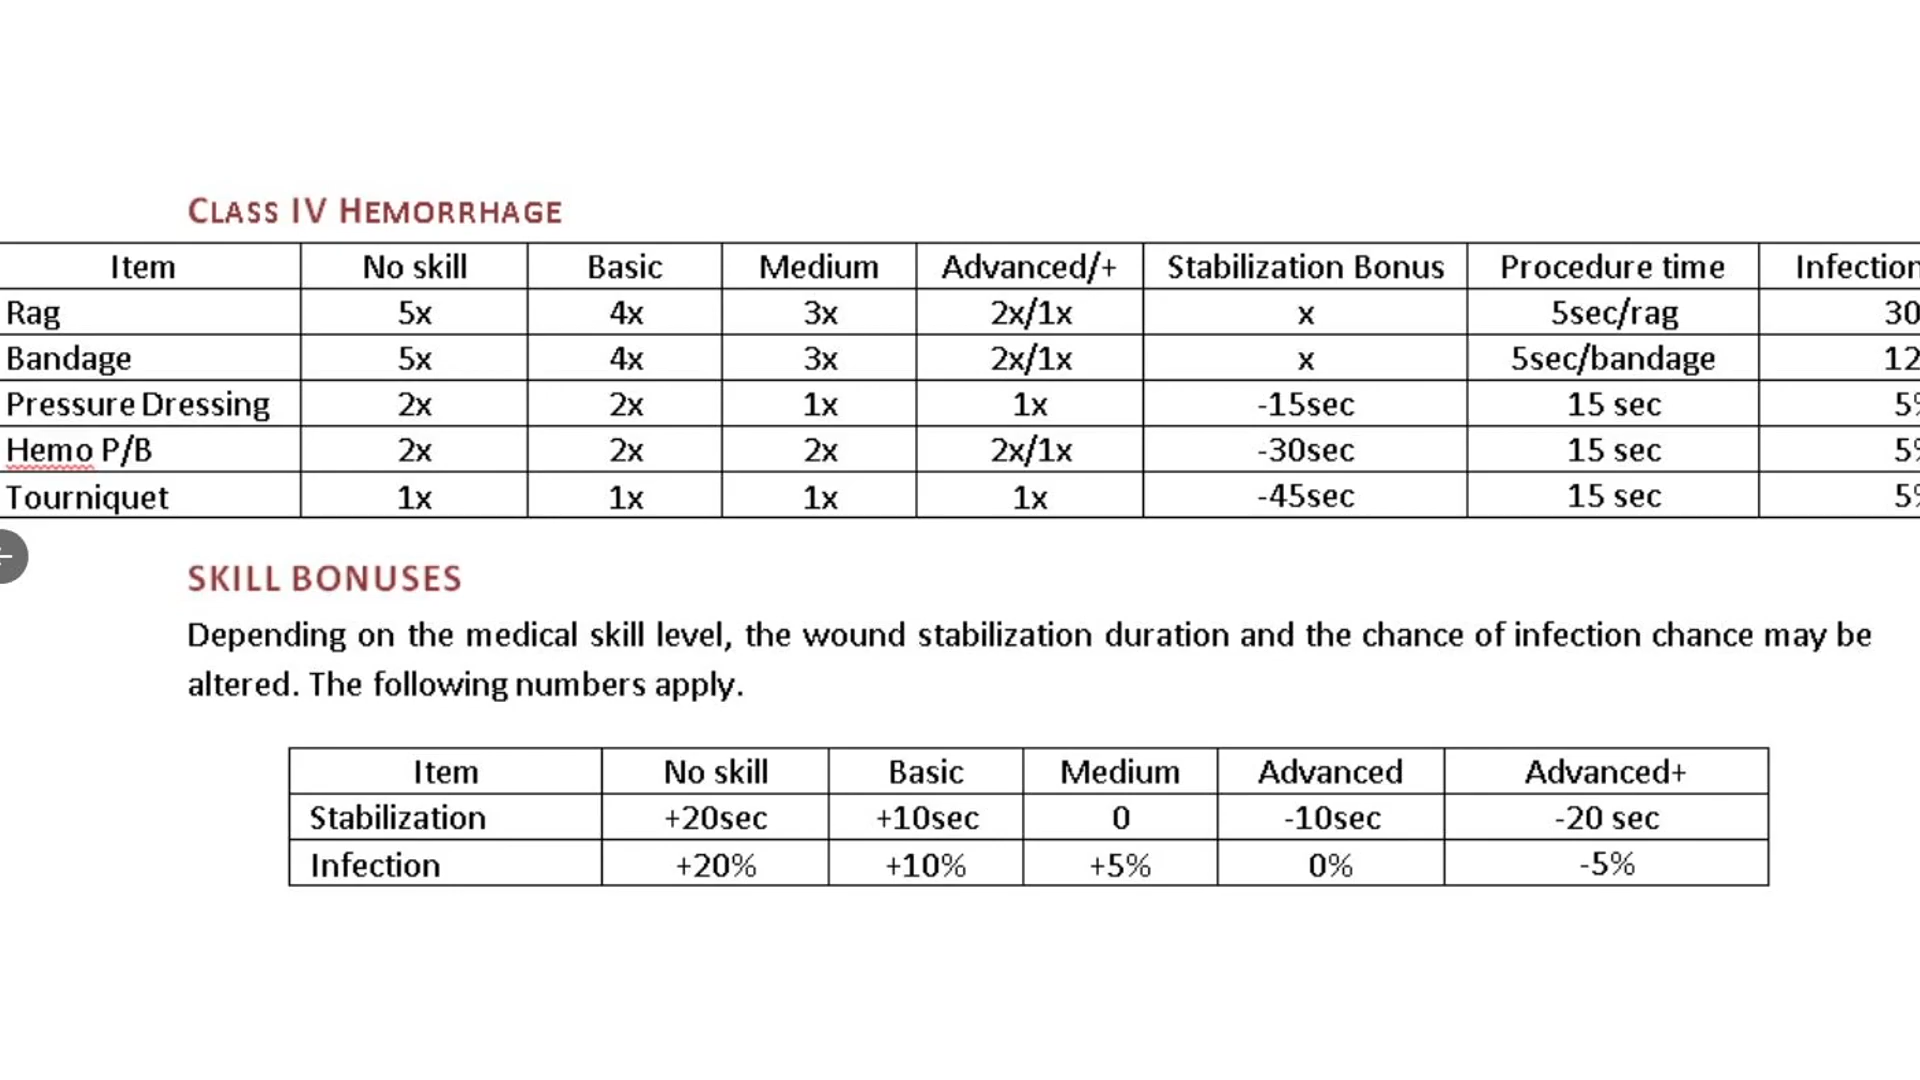 CLASS IV HEMORRHAGE
Item No skill Basic Medium Advanced/+ Stabilization Bonus Procedure time Infection
Rag 5x 4x 3x 2x/1x x 5sec/rag 30
Bandage 5x 4x 3x 2x/1x x 5sec/bandage 12
Pressure Dressing 2x 2x 1x 1x -15sec 15 sec 5%
Hemo P/B 2x 2x 2x 2x/1x -30sec 15 sec 5%
Tourniquet 1x 1x 1x 1x -45sec 15 sec 5%
SKILL BONUSES
Depending on the medical skill level, the wound stabilization duration and the chance of infection chance may be
altered. The following numbers apply.
Item No skill Basic Medium Advanced Advanced+
Stabilization +20sec +10sec 0 -10sec -20 sec
Infection +20% +10% +5% 0% -5%